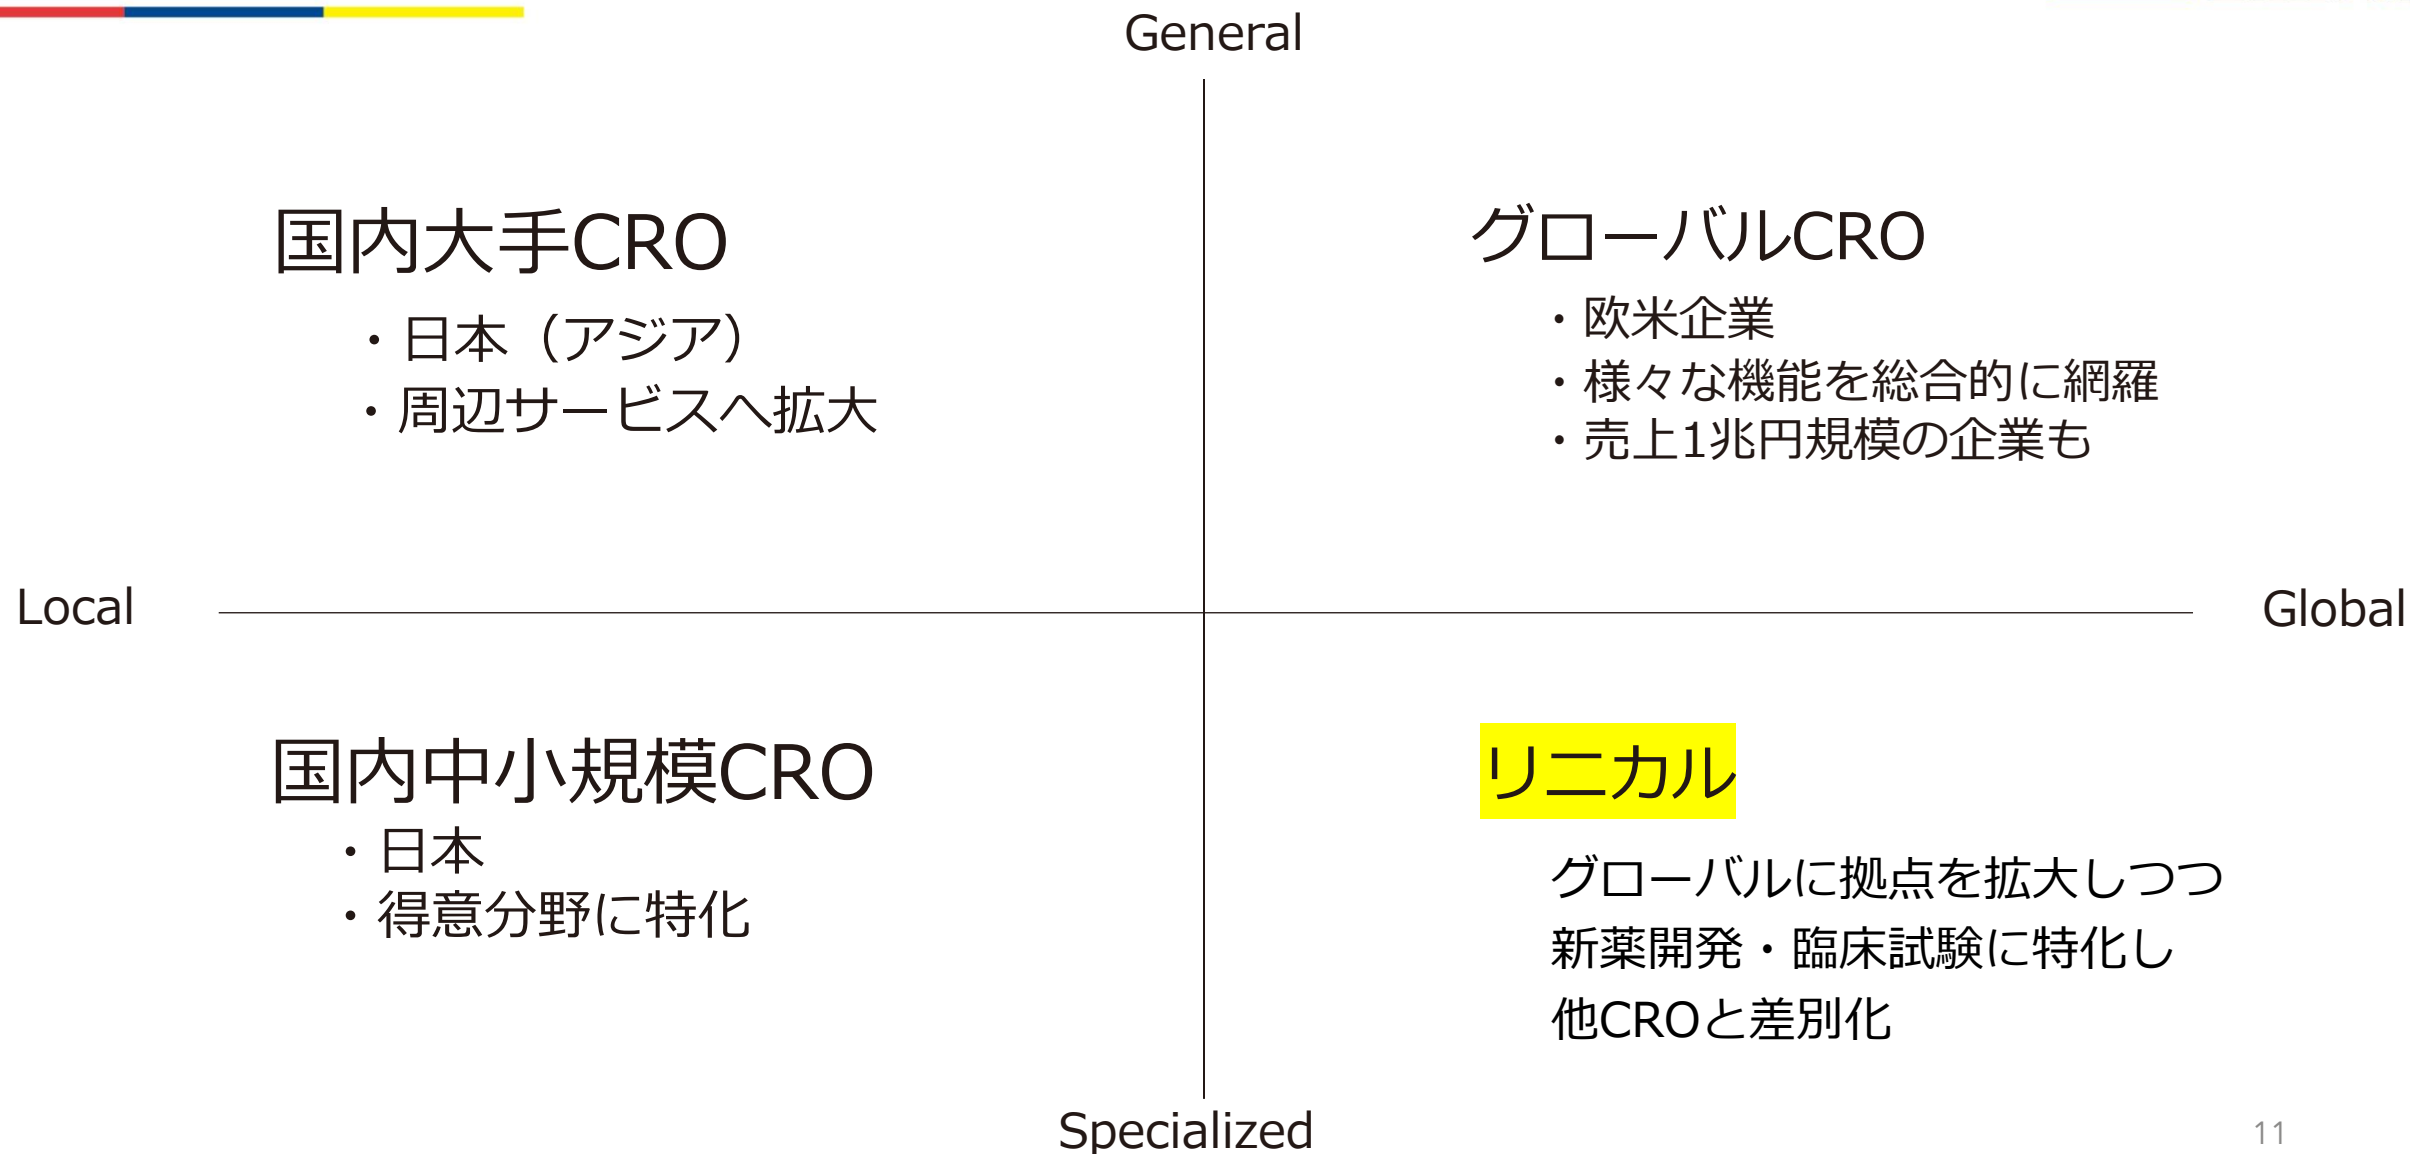 General
国内大手CRO
・日本（アジア）
・周辺サービスへ拡大
グローバルCRO
・欧米企業
・様々な機能を総合的に網羅
・売上1兆円規模の企業も
Local
Global
国内中小規模CRO
・日本
・得意分野に特化
リニカル
グローバルに拠点を拡大しつつ
新薬開発・臨床試験に特化し
他CROと差別化
Specialized
11